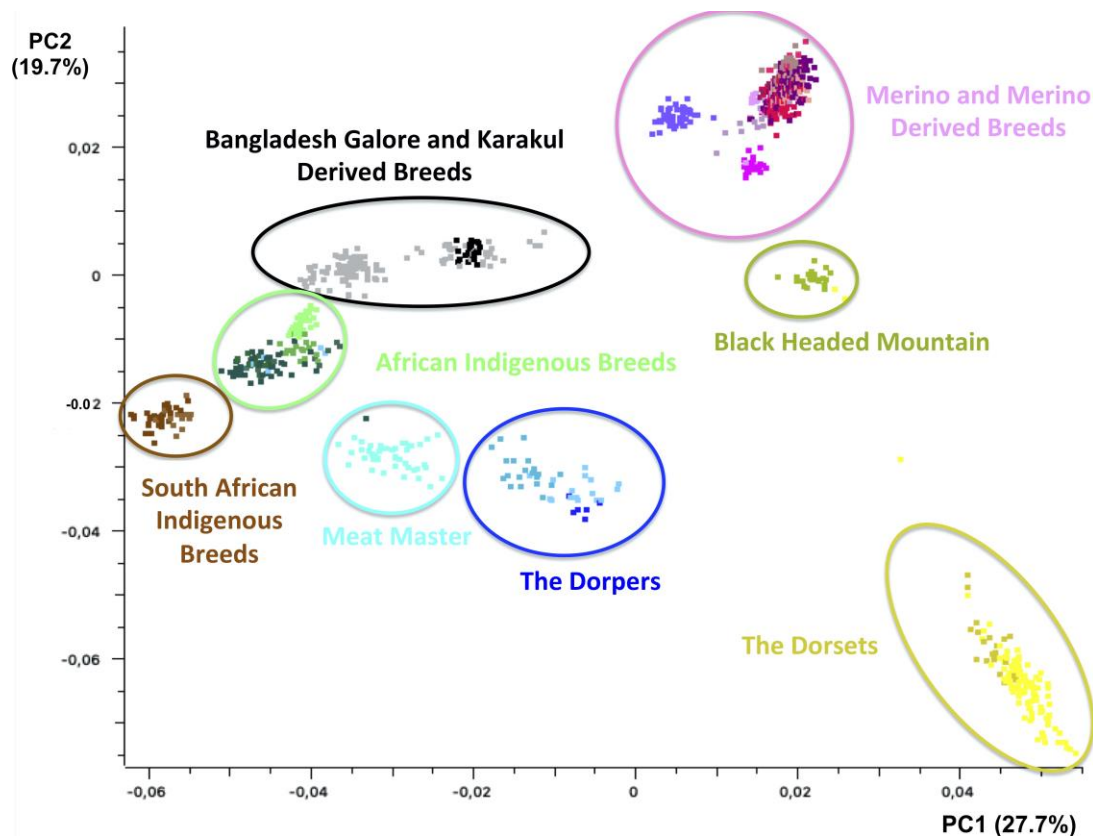 PC2
(19.7%)
Merino and Merino
Derived Breeds
Bangladesh Galore and Karakul
Derived Breeds
0,02
0
-0.02
-0,04
-0,06
Black Headed Mountain
African Indigenous Breeds
South African
Indigenous
Breeds
Meat Master
The Dorpers
The Dorsets
-0,06
-0,04
-0,02
0
0,02
0,04
PC1 (27.7%)